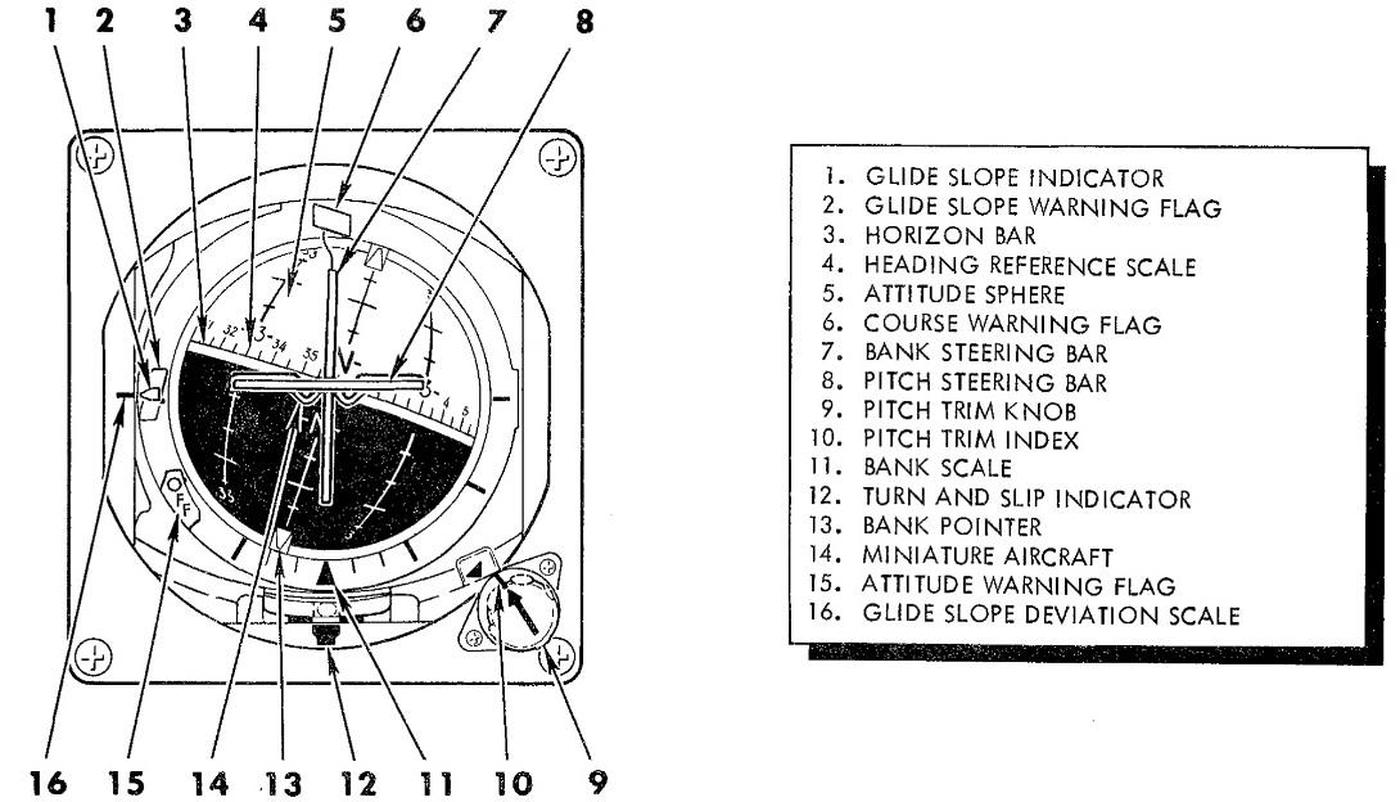 1 2 3 4 5 6 7 8
33
32 3 34 35
3 4 5
33
OFF
16 15 14 13 12 11 10 9
1. GLIDE SLOPE INDICATOR
2. GLIDE SLOPE WARNING FLAG
3. HORIZON BAR
4. HEADING REFERENCE SCALE
5. ATTITUDE SPHERE
6. COURSE WARNING FLAG
7. BANK STEERING BAR
8. PITCH STEERING BAR
9. PITCH TRIM KNOB
10. PITCH TRIM INDEX
11. BANK SCALE
12. TURN AND SLIP INDICATOR
13. BANK POINTER
14. MINIATURE AIRCRAFT
15. ATTITUDE WARNING FLAG
16. GLIDE SLOPE DEVIATION SCALE